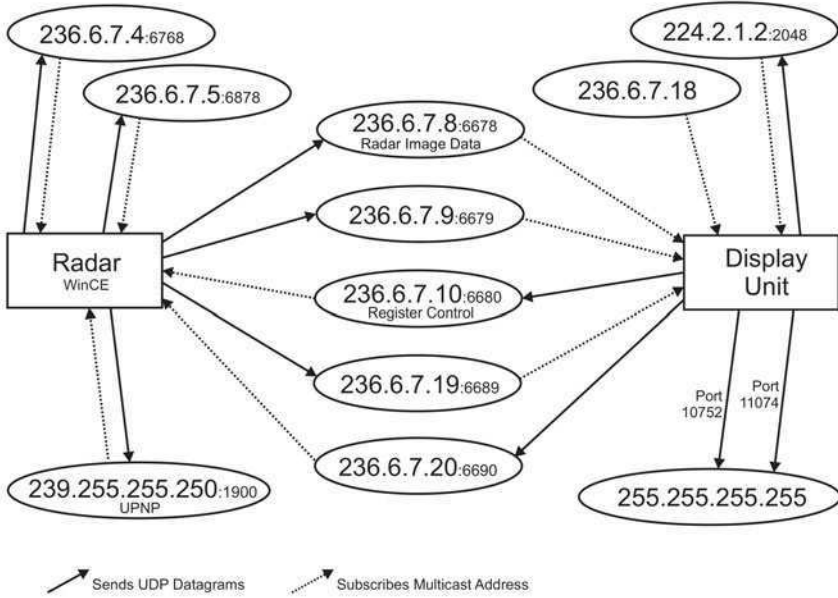 236.6.7.4:6768
224.2.1.2:2048
236.6.7.5:6878
236.6.7.18
236.6.7.8:6678
Radar Image Data
236.6.7.9:6679
Radar
WinCE
Display
Unit
236.6.7.10:6680
Register Control
236.6.7.19:6689
Port
10752
Port
11074
236.6.7.20:6690
239.255.255.250:1900
UPNP
255.255.255.255
Sends UDP Datagrams
Subscribes Multicast Address